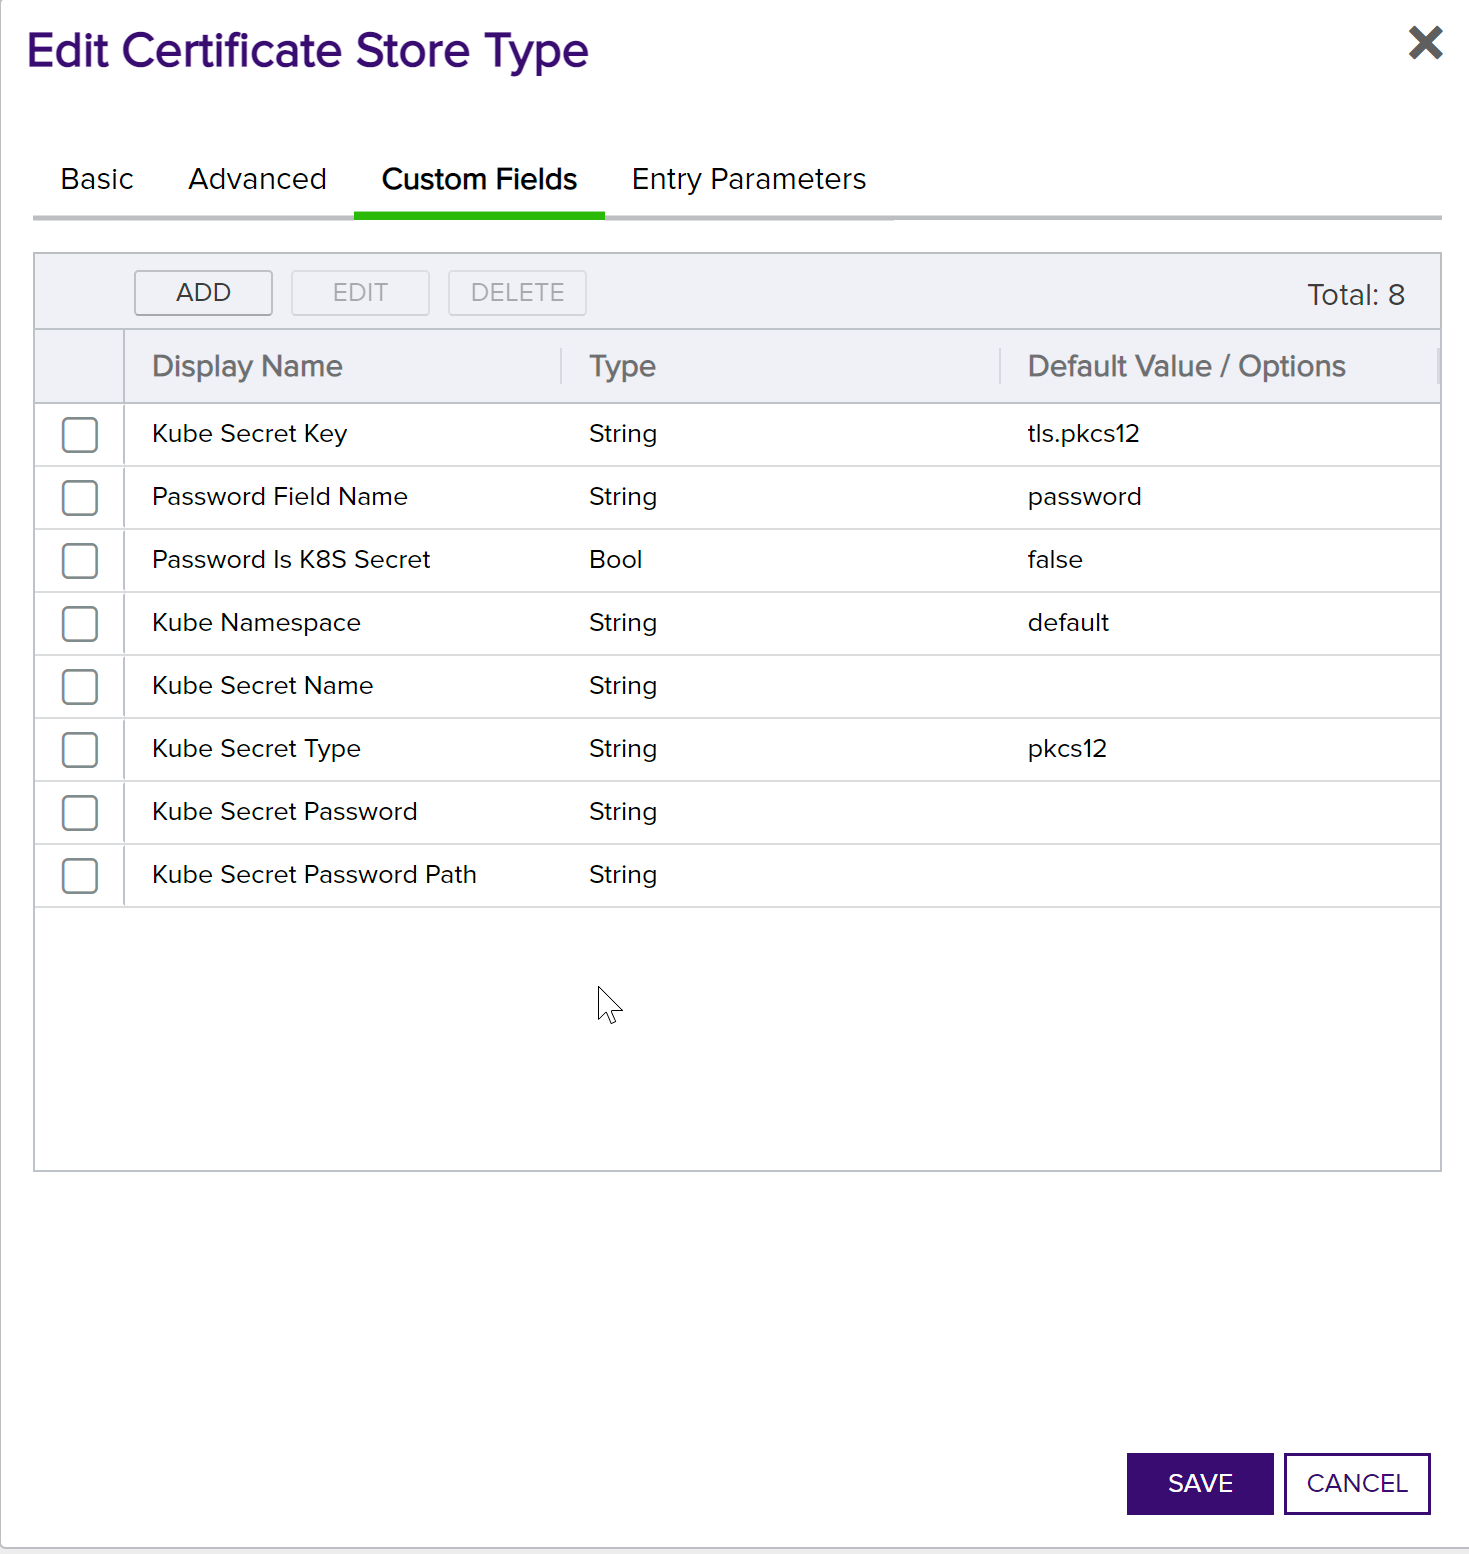 Edit Certificate Store Type
Basic Advanced Custom Fields Entry Parameters
ADD EDIT DELETE Total: 8
Display Name Type Default Value / Options
Kube Secret Key String tls.pkcs12
Password Field Name String password
Password Is K8S Secret Bool false
Kube Namespace String default
Kube Secret Name String
Kube Secret Type String pkcs12
Kube Secret Password String
Kube Secret Password Path String
SAVE CANCEL